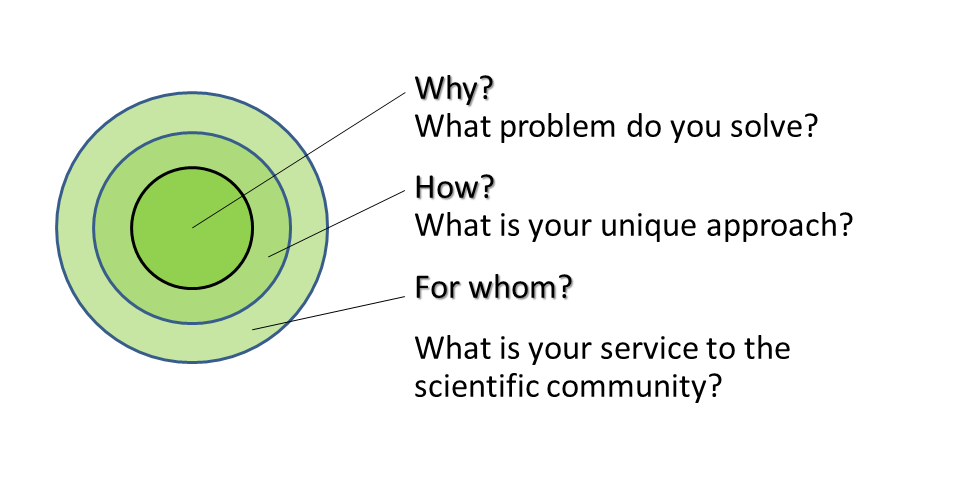 Why?
What problem do you solve?
How?
What is your unique approach?
For whom?
What is your service to the
scientific community?